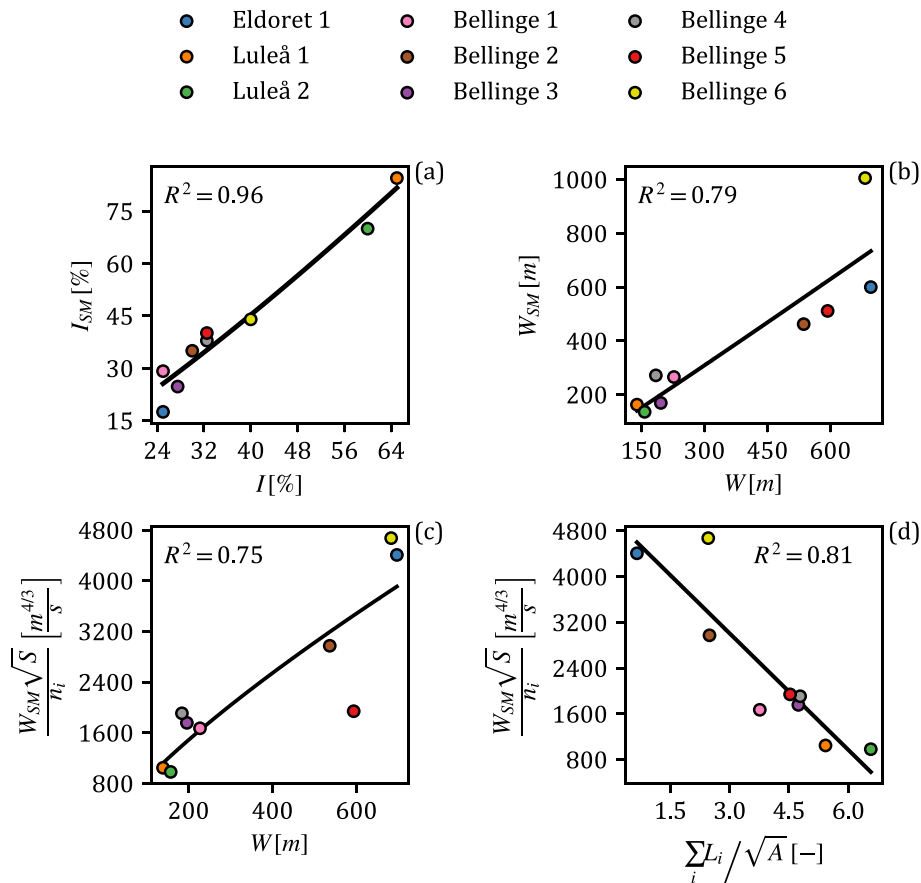 Eldoret 1 Bellinge 1 Bellinge 4
Luleå 1 Bellinge 2 Bellinge 5
Luleå 2 Bellinge 3 Bellinge 6
(a)
R² = 0.96
I_SM [%]
75
60
45
30
15
24 32 40 48 56 64
I [%]
(b)
R² = 0.79
W_SM [m]
1000
800
600
400
200
150 300 450 600
W [m]
(c)
R² = 0.75
W_SM √S / n_i [m^4/3 / s]
4800
4000
3200
2400
1600
800
200 400 600
W [m]
(d)
R² = 0.81
W_SM √S / n_i [m^4/3 / s]
4800
4000
3200
2400
1600
800
1.5 3.0 4.5 6.0
∑_i L_i / √A [−]